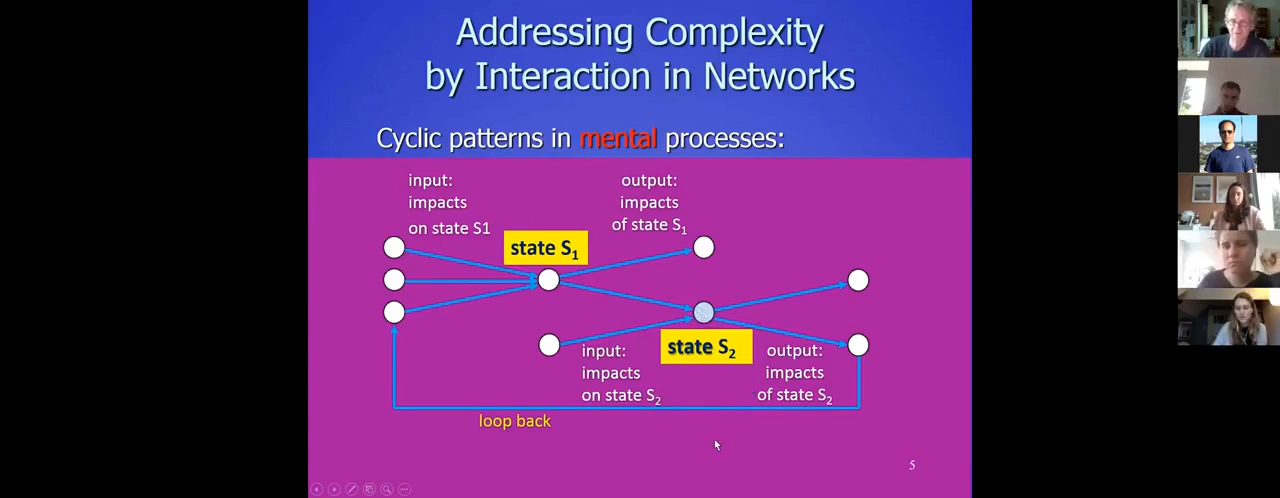 Addressing Complexity
by Interaction in Networks
Cyclic patterns in mental processes:
input:
impacts
on state S1
output:
impacts
of state S₁
state S₁
state S₂
input:
impacts
on state S₂
output:
impacts
of state S₂
loop back
5